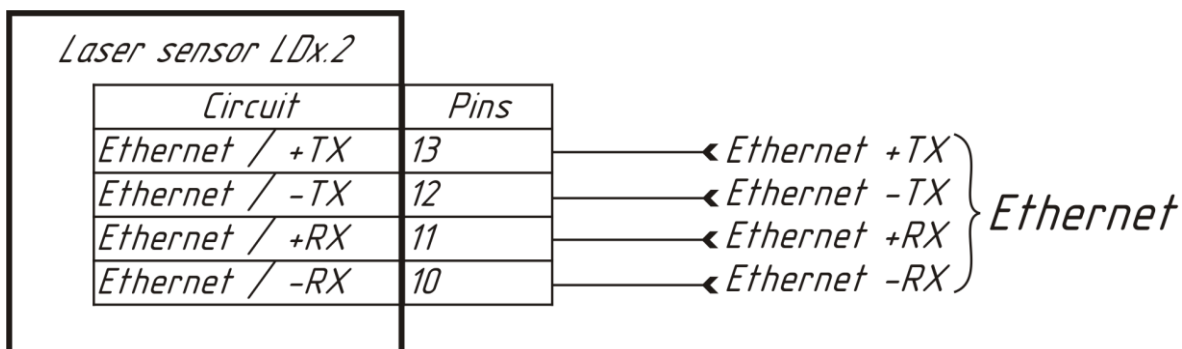 Laser sensor LDx.2
Circuit Pins
Ethernet / +TX 13 Ethernet +TX
Ethernet / -TX 12 Ethernet -TX
Ethernet / +RX 11 Ethernet +RX
Ethernet / -RX 10 Ethernet -RX
Ethernet